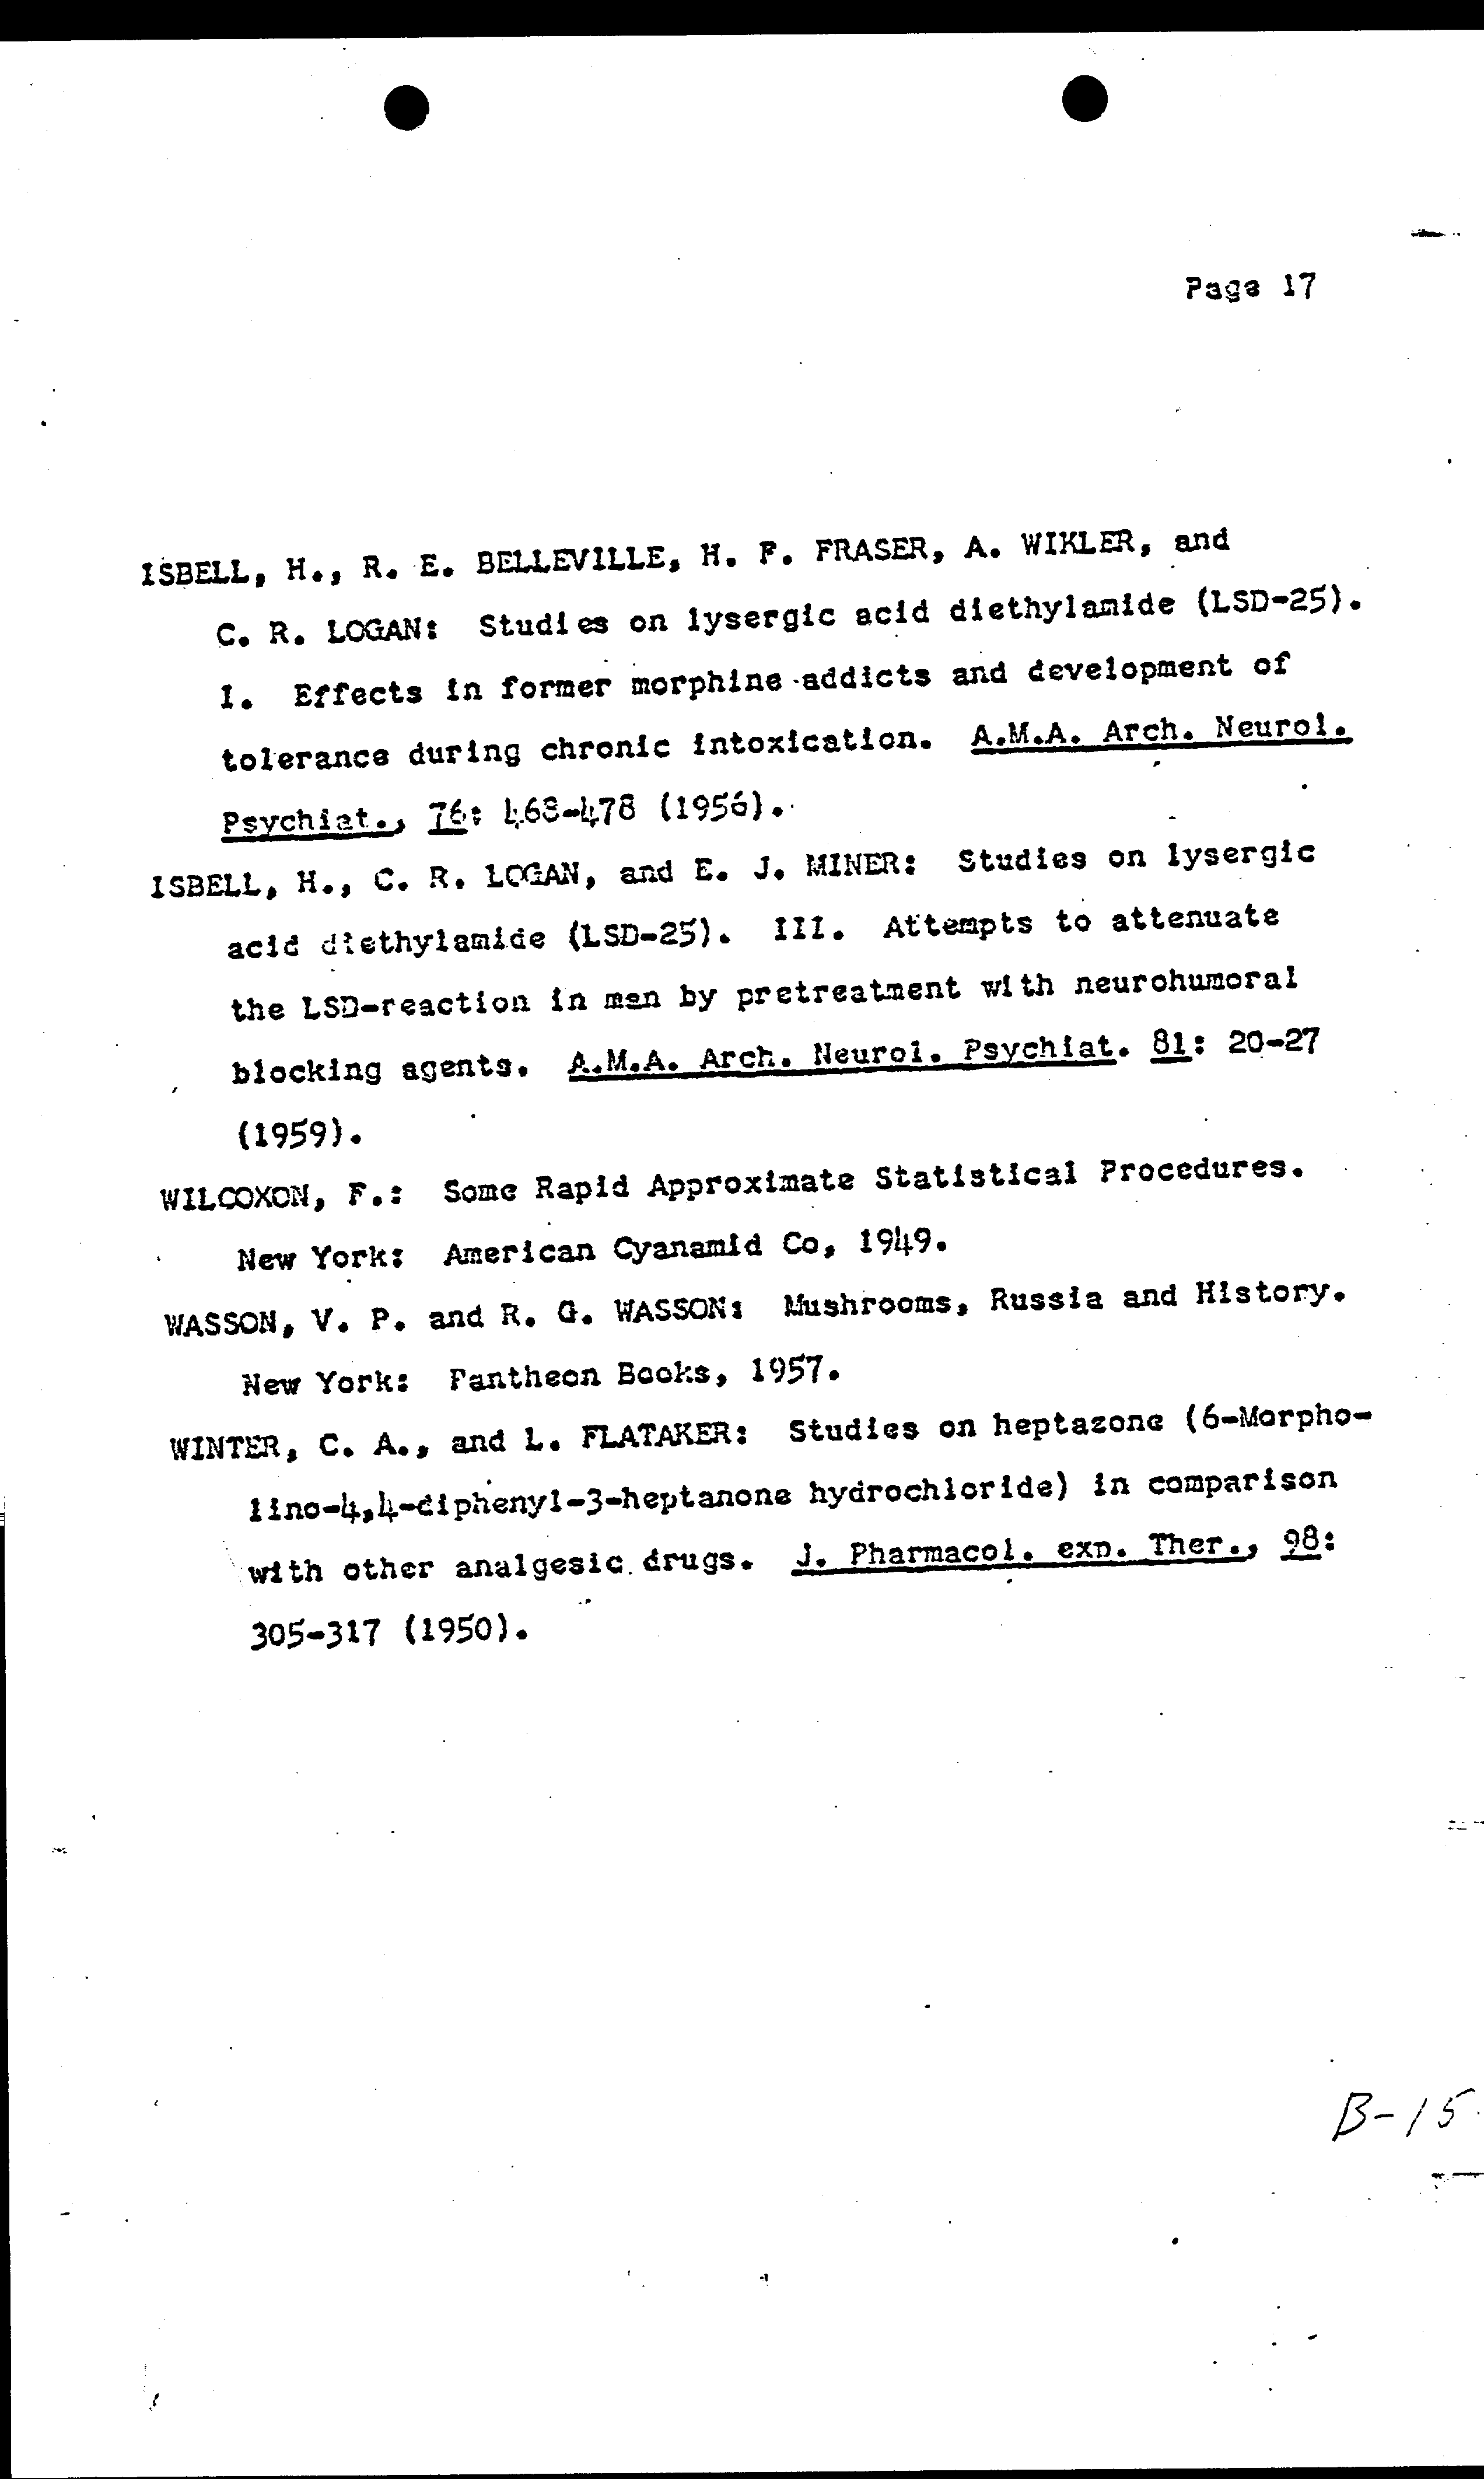 Page 17
ISBELL, H., R. E. BELLEVILLE, H. F. FRASER, A. WIKLER, and
C. R. LOGAN: Studies on lysergic acid diethylamide (LSD-25).
I. Effects in former morphine addicts and development of
tolerance during chronic intoxication. A.M.A. Arch. Neurol.
Psychiat., 76: 468-478 (1956).
ISBELL, H., C. R. LOGAN, and E. J. MINER: Studies on lysergic
acid diethylamide (LSD-25). III. Attempts to attenuate
the LSD-reaction in man by pretreatment with neurohumoral
blocking agents. A.M.A. Arch. Neurol. Psychiat. 81: 20-27
(1959).
WILCOXON, F.: Some Rapid Approximate Statistical Procedures.
New York: American Cyanamid Co, 1949.
WASSON, V. P. and R. G. WASSON: Mushrooms, Russia and History.
New York: Pantheon Books, 1957.
WINTER, C. A., and L. FLATAKER: Studies on heptazone (6-Morpho-
lino-4,4-diphenyl-3-heptanone hydrochloride) in comparison
with other analgesic drugs. J. Pharmacol. exp. Ther., 98:
305-317 (1950).
B-15